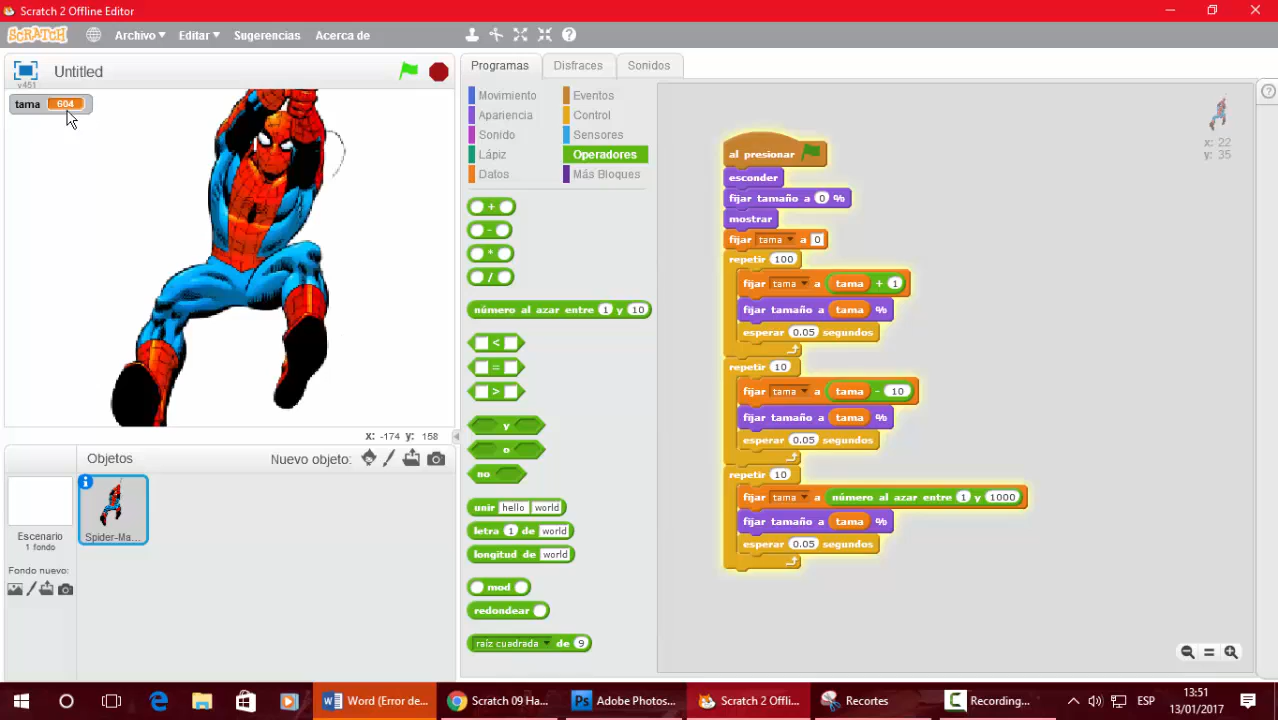 Scratch 2 Offline Editor
SCRATCH Archivo Editar Sugerencias Acerca de
Untitled
v451
tama 604
x: -174 y: 158
Objetos Nuevo objeto:
Escenario
1 fondo
Fondo nuevo:
Spider-Ma...
Programas Disfraces Sonidos
Movimiento Eventos
Apariencia Control
Sonido Sensores
Lápiz Operadores
Datos Más Bloques
+
-
*
/
número al azar entre 1 y 10
<
=
>
y
o
no
unir hello world
letra 1 de world
longitud de world
mod
redondear
raíz cuadrada de 9
al presionar
esconder
fijar tamaño a 0 %
mostrar
fijar tama a 0
repetir 100
fijar tama a tama + 1
fijar tamaño a tama %
esperar 0.05 segundos
repetir 10
fijar tama a tama - 10
fijar tamaño a tama %
esperar 0.05 segundos
repetir 10
fijar tama a número al azar entre 1 y 1000
fijar tamaño a tama %
esperar 0.05 segundos
x: 22
y: 35
Word (Error de... Scratch 09 Ha... Adobe Photos... Scratch 2 Offli... Recortes Recording... ESP
13:51
13/01/2017